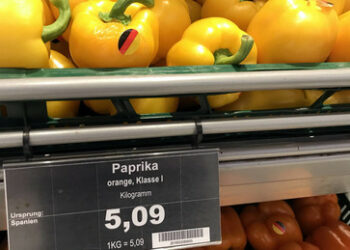 Paprika
orange, Klasse I
Kilogramm
Ursprung:
Spanien
5,09
1KG = 5,09